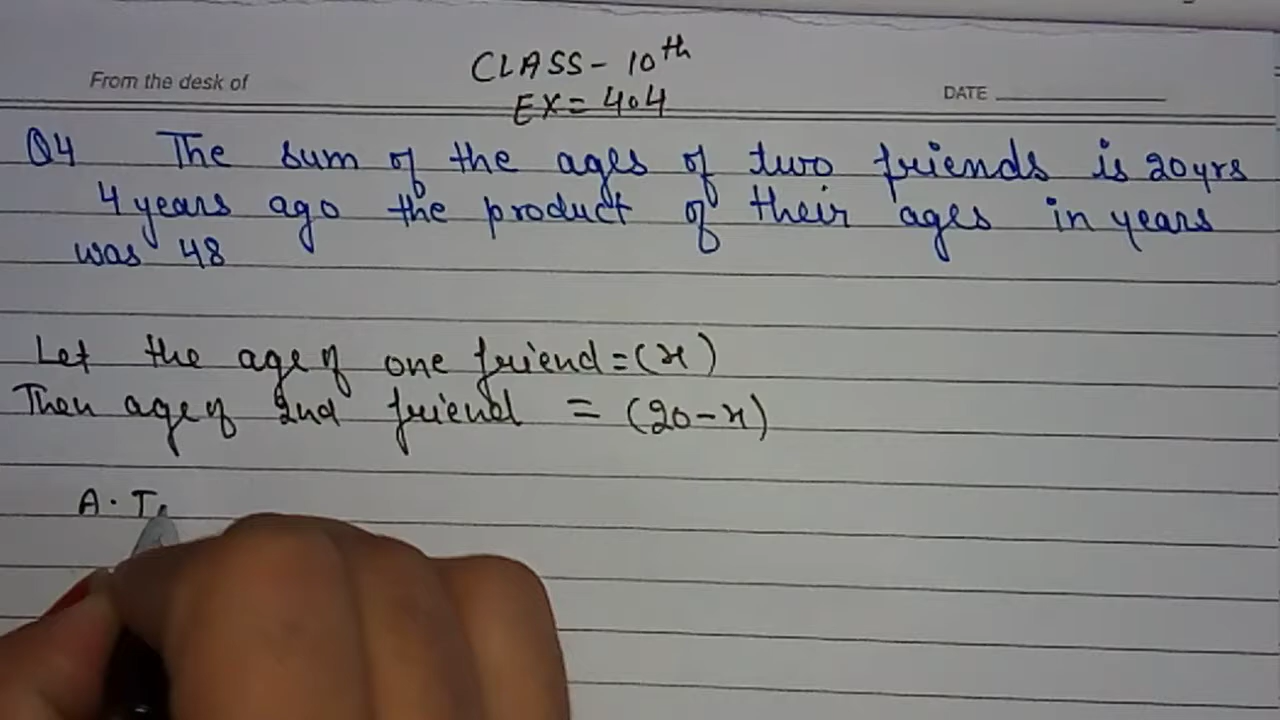 CLASS - 10th
From the desk of
EX = 4.4
DATE
Q4 The sum of the ages of two friends is 20yrs
4 years ago the product of their ages in years
was 48
Let the age of one friend = (x)
Then age of 2nd friend = (20-x)
A. T